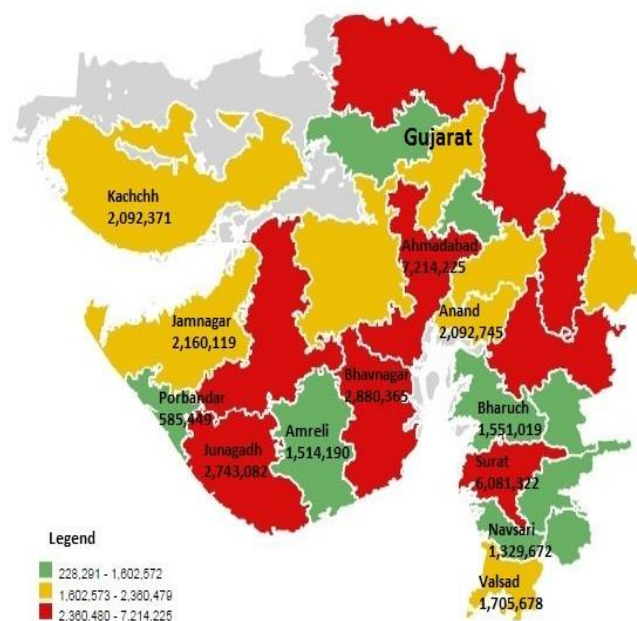 Gujarat
Kachchh
2,092,371
Ahmadabad
7,214,225
Anand
2,092,745
Jamnagar
2,160,119
Bhavnagar
2,880,365
Porbandar
585,449
Bharuch
1,551,019
Amreli
1,514,190
Junagadh
2,743,082
Surat
6,081,322
Navsari
1,329,672
Valsad
1,705,678
Legend
228,291 - 1,602,572
1,602,573 - 2,360,479
2,360,480 - 7,214,225